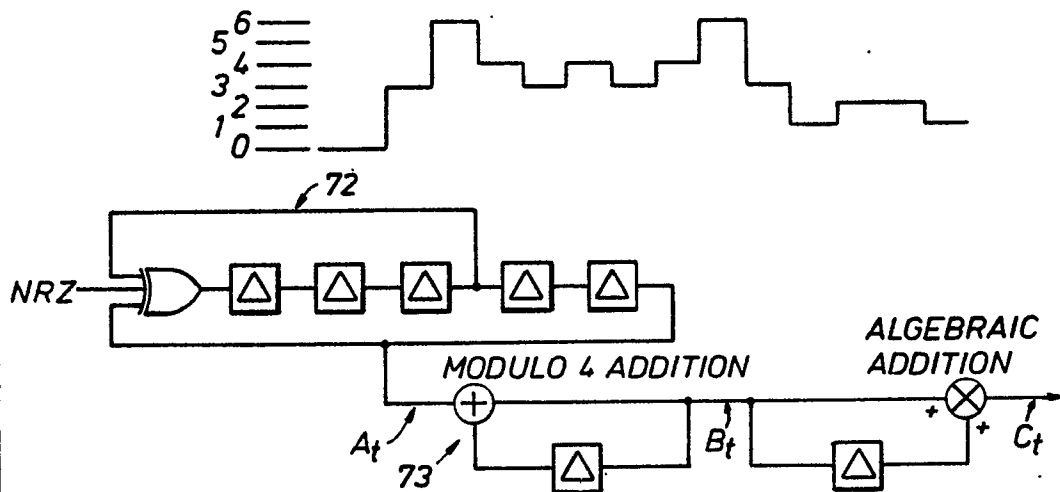 6
5
4
3
2
1
0
72
NRZ
ALGEBRAIC
ADDITION
MODULO 4 ADDITION
+
+
At
73
Bt
Ct